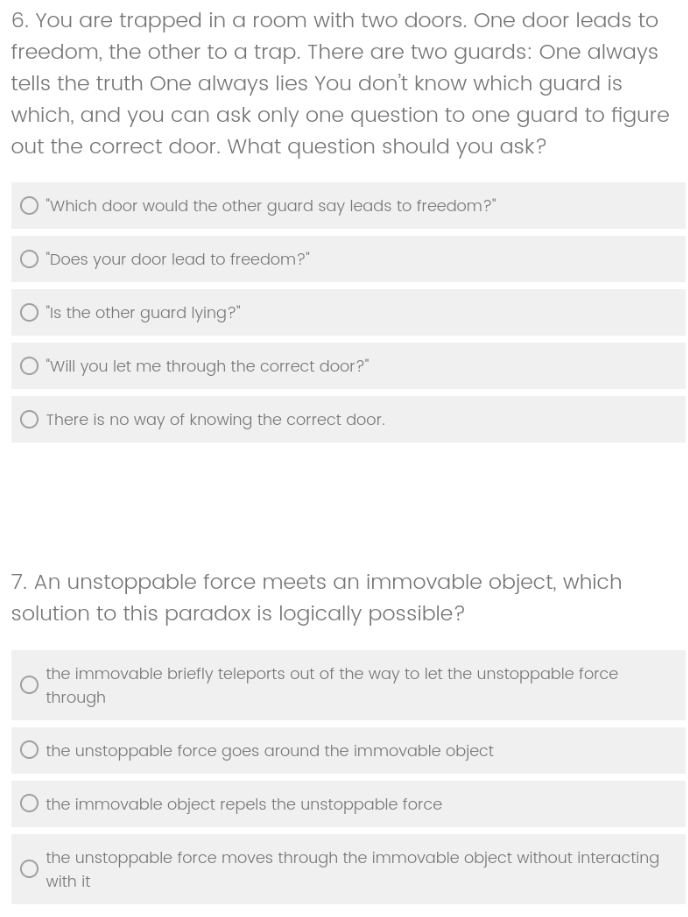 6. You are trapped in a room with two doors. One door leads to
freedom, the other to a trap. There are two guards: One always
tells the truth One always lies You don't know which guard is
which, and you can ask only one question to one guard to figure
out the correct door. What question should you ask?
"Which door would the other guard say leads to freedom?"
"Does your door lead to freedom?"
"Is the other guard lying?"
"Will you let me through the correct door?"
There is no way of knowing the correct door.
7. An unstoppable force meets an immovable object, which
solution to this paradox is logically possible?
the immovable briefly teleports out of the way to let the unstoppable force
through
the unstoppable force goes around the immovable object
the immovable object repels the unstoppable force
the unstoppable force moves through the immovable object without interacting
with it